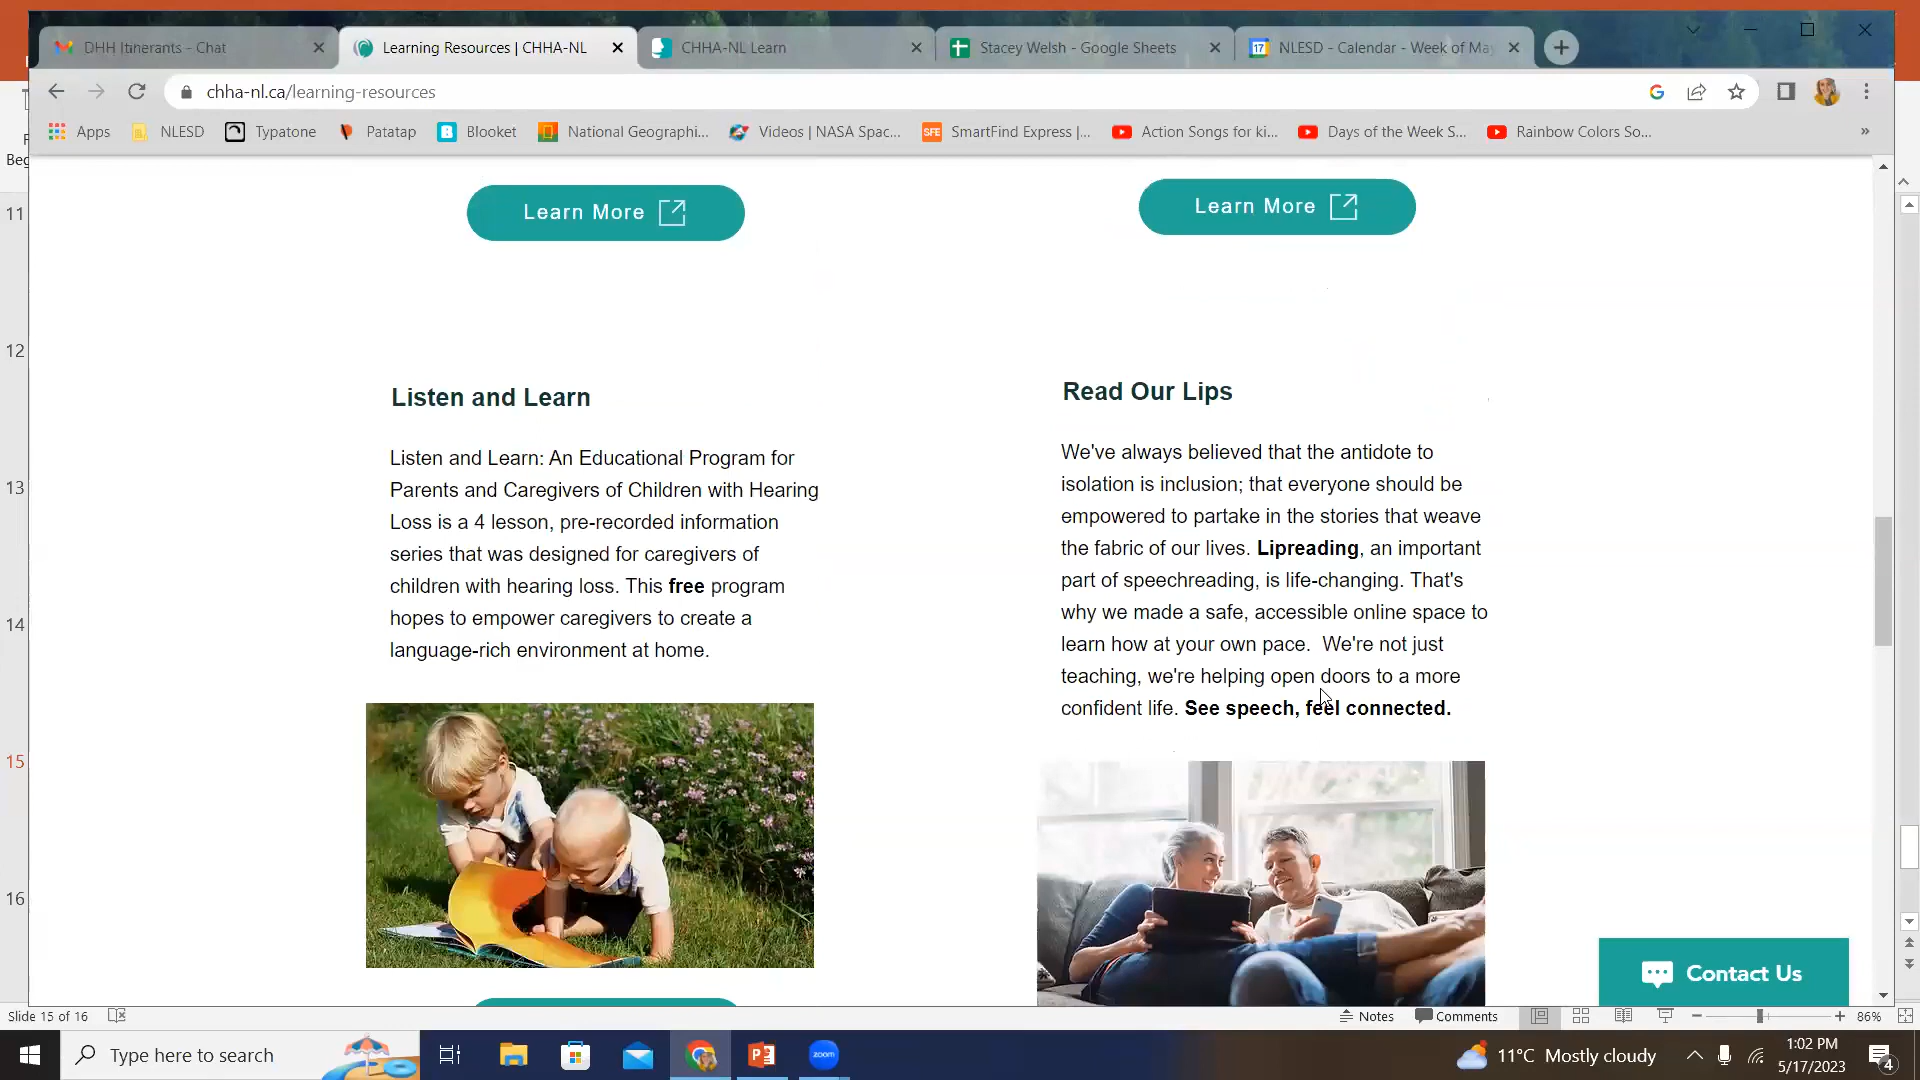 DHH Itinerants - Chat
Learning Resources | CHHA-NL
CHHA-NL Learn
Stacey Welsh - Google Sheets
17
NLESD - Calendar - Week of May
chha-nl.ca/learning-resources
Apps
NLESD
Typatone
Patatap
Blooket
National Geographi...
Videos | NASA Spac...
SFE
SmartFind Express |...
Action Songs for ki...
Days of the Week S...
Rainbow Colors So...
Beg
11
12
13
14
15
16
Learn More
Learn More
Listen and Learn
Listen and Learn: An Educational Program for
Parents and Caregivers of Children with Hearing
Loss is a 4 lesson, pre-recorded information
series that was designed for caregivers of
children with hearing loss. This free program
hopes to empower caregivers to create a
language-rich environment at home.
Read Our Lips
We've always believed that the antidote to
isolation is inclusion; that everyone should be
empowered to partake in the stories that weave
the fabric of our lives. Lipreading, an important
part of speechreading, is life-changing. That's
why we made a safe, accessible online space to
learn how at your own pace.  We're not just
teaching, we're helping open doors to a more
confident life. See speech, feel connected.
Contact Us
Slide 15 of 16
Notes
Comments
86%
Type here to search
zoom
11°C Mostly cloudy
1:02 PM
5/17/2023
4